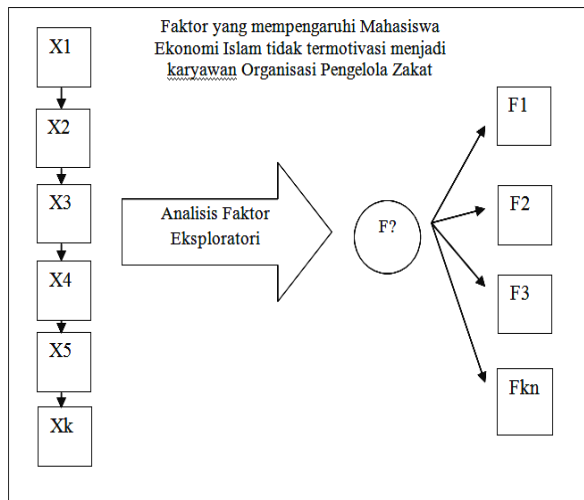 Faktor yang mempengaruhi Mahasiswa
Ekonomi Islam tidak termotivasi menjadi
karyawan Organisasi Pengelola Zakat
X1
X2
X3
X4
X5
Xk
Analisis Faktor
Eksploratori
F?
F1
F2
F3
Fkn